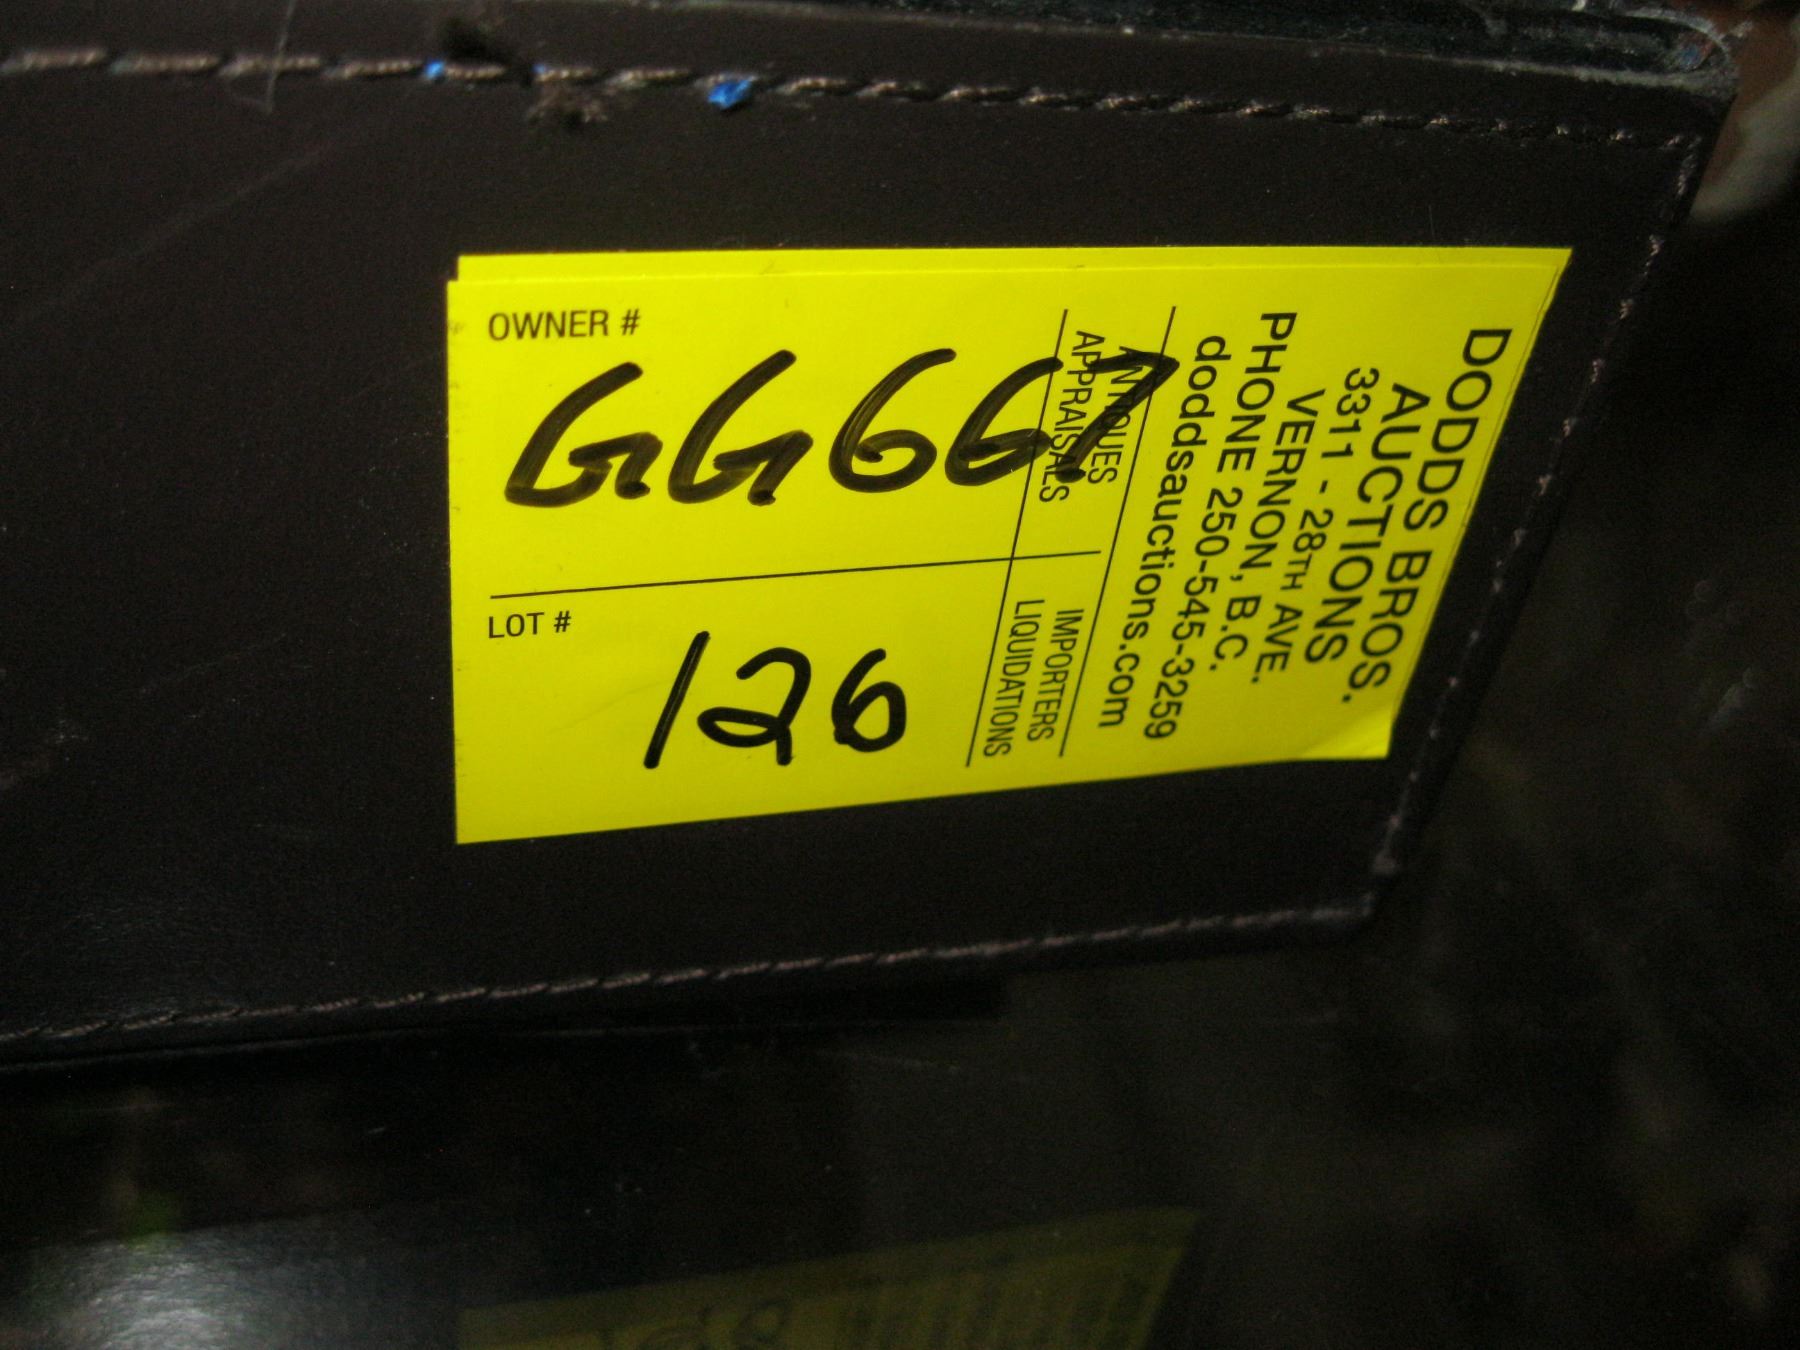 DODDS BROS.
AUCTIONS
3311 - 28TH AVE.
VERNON, B.C.
PHONE 250-545-3259
doddsauctions.com
ANTIQUES
APPRAISALS
IMPORTERS
LIQUIDATIONS
OWNER #
GG667
LOT #
126